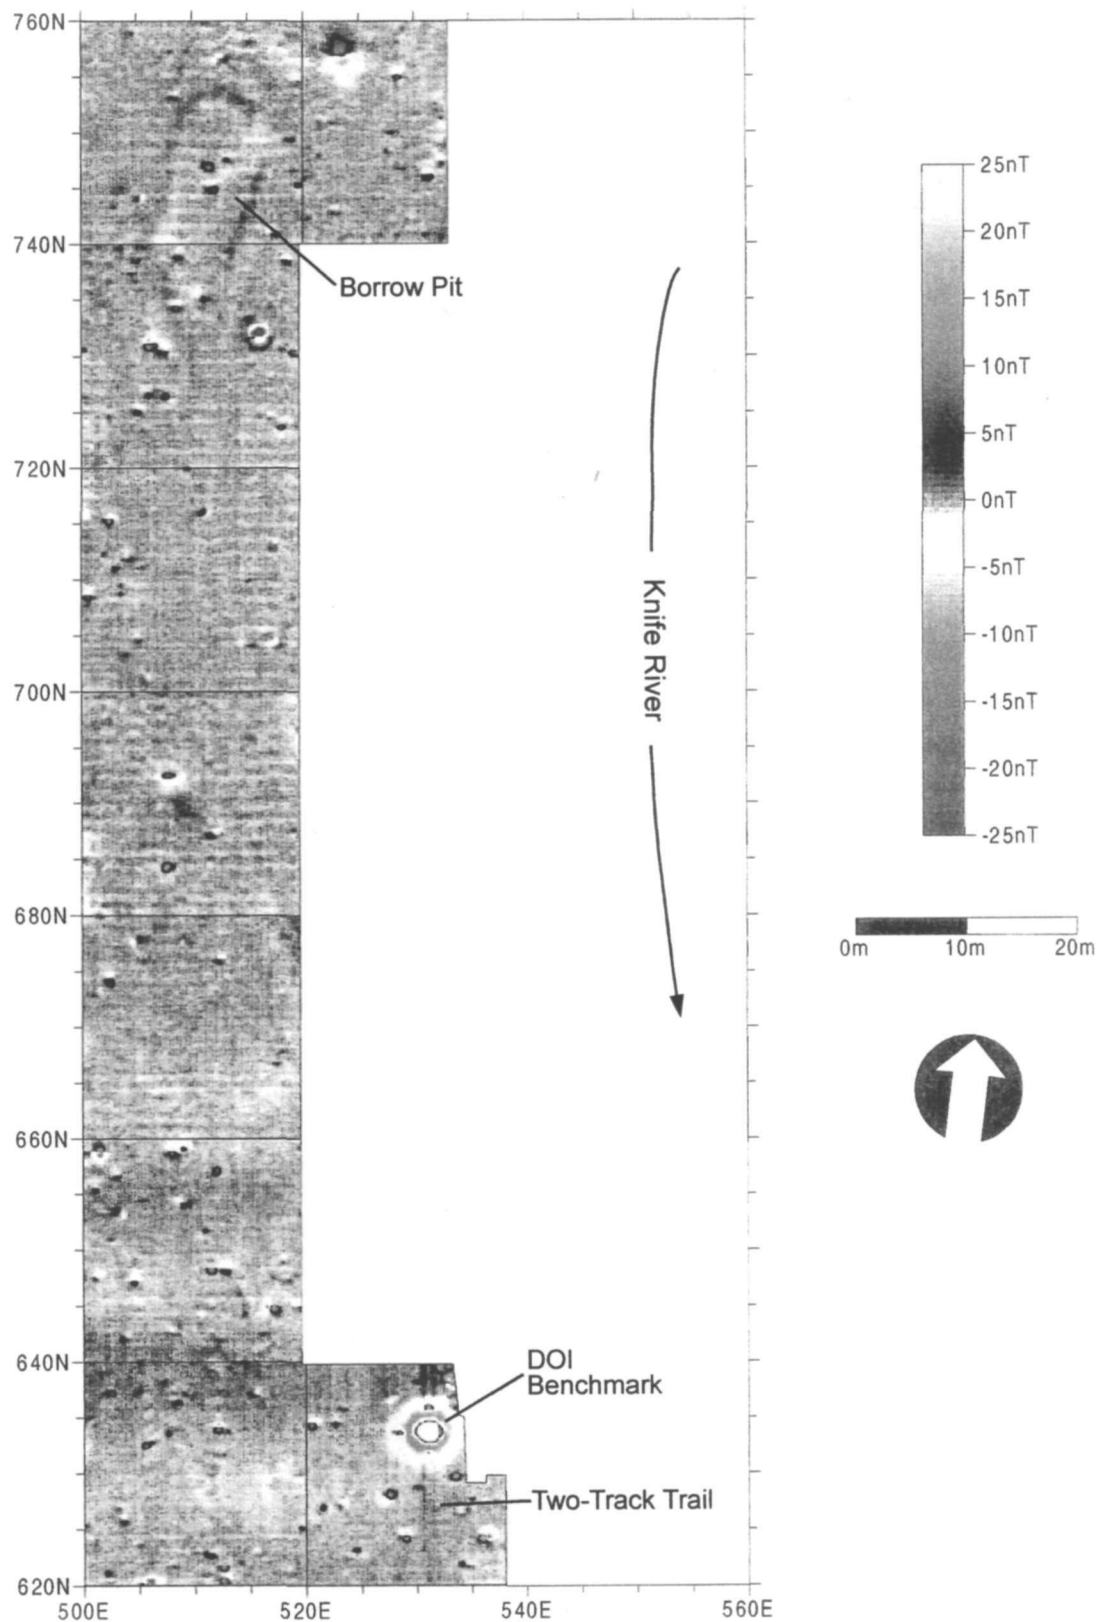 760N
740N
720N
700N
680N
660N
640N
620N
500E
520E
540E
560E
Borrow Pit
Knife River
DOI
Benchmark
Two-Track Trail
25nT
20nT
15nT
10nT
5nT
0nT
-5nT
-10nT
-15nT
-20nT
-25nT
0m
10m
20m